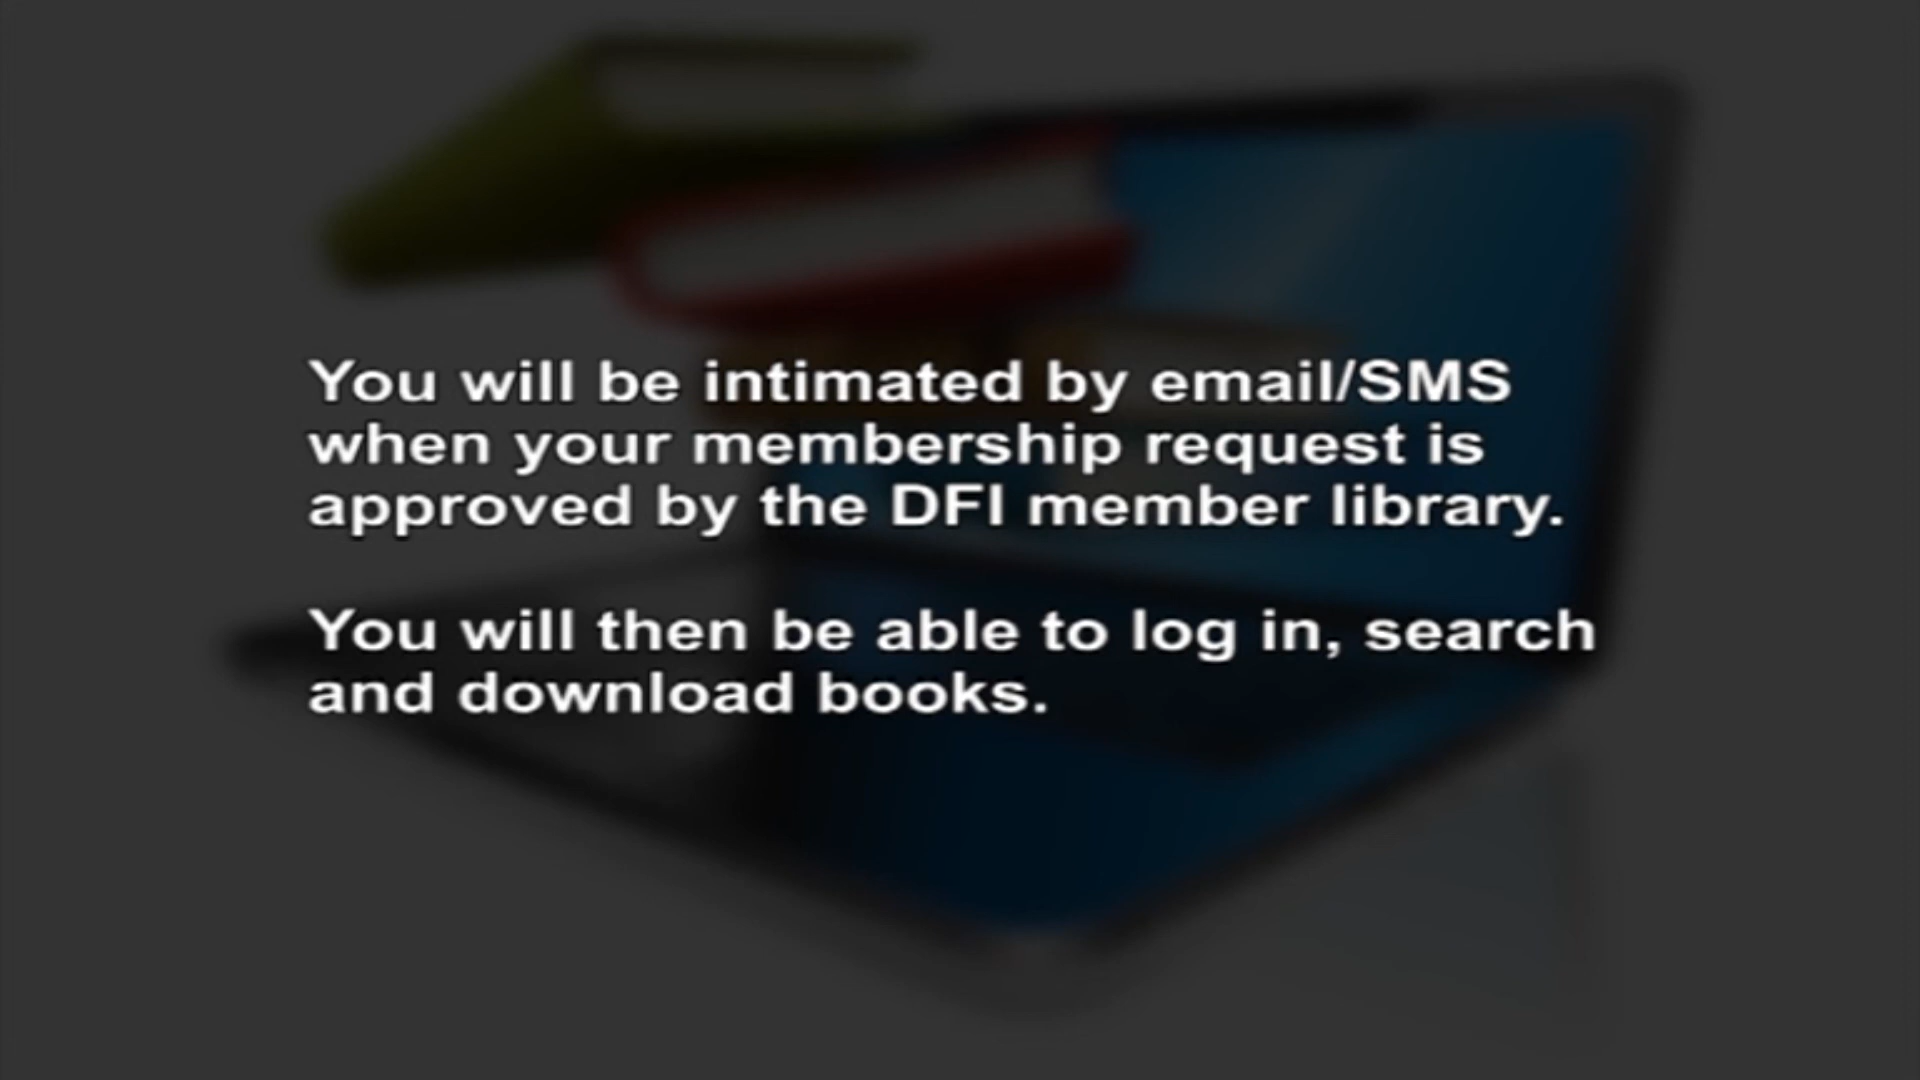 You will be intimated by email/SMS
when your membership request is
approved by the DFI member library.
You will then be able to log in, search
and download books.